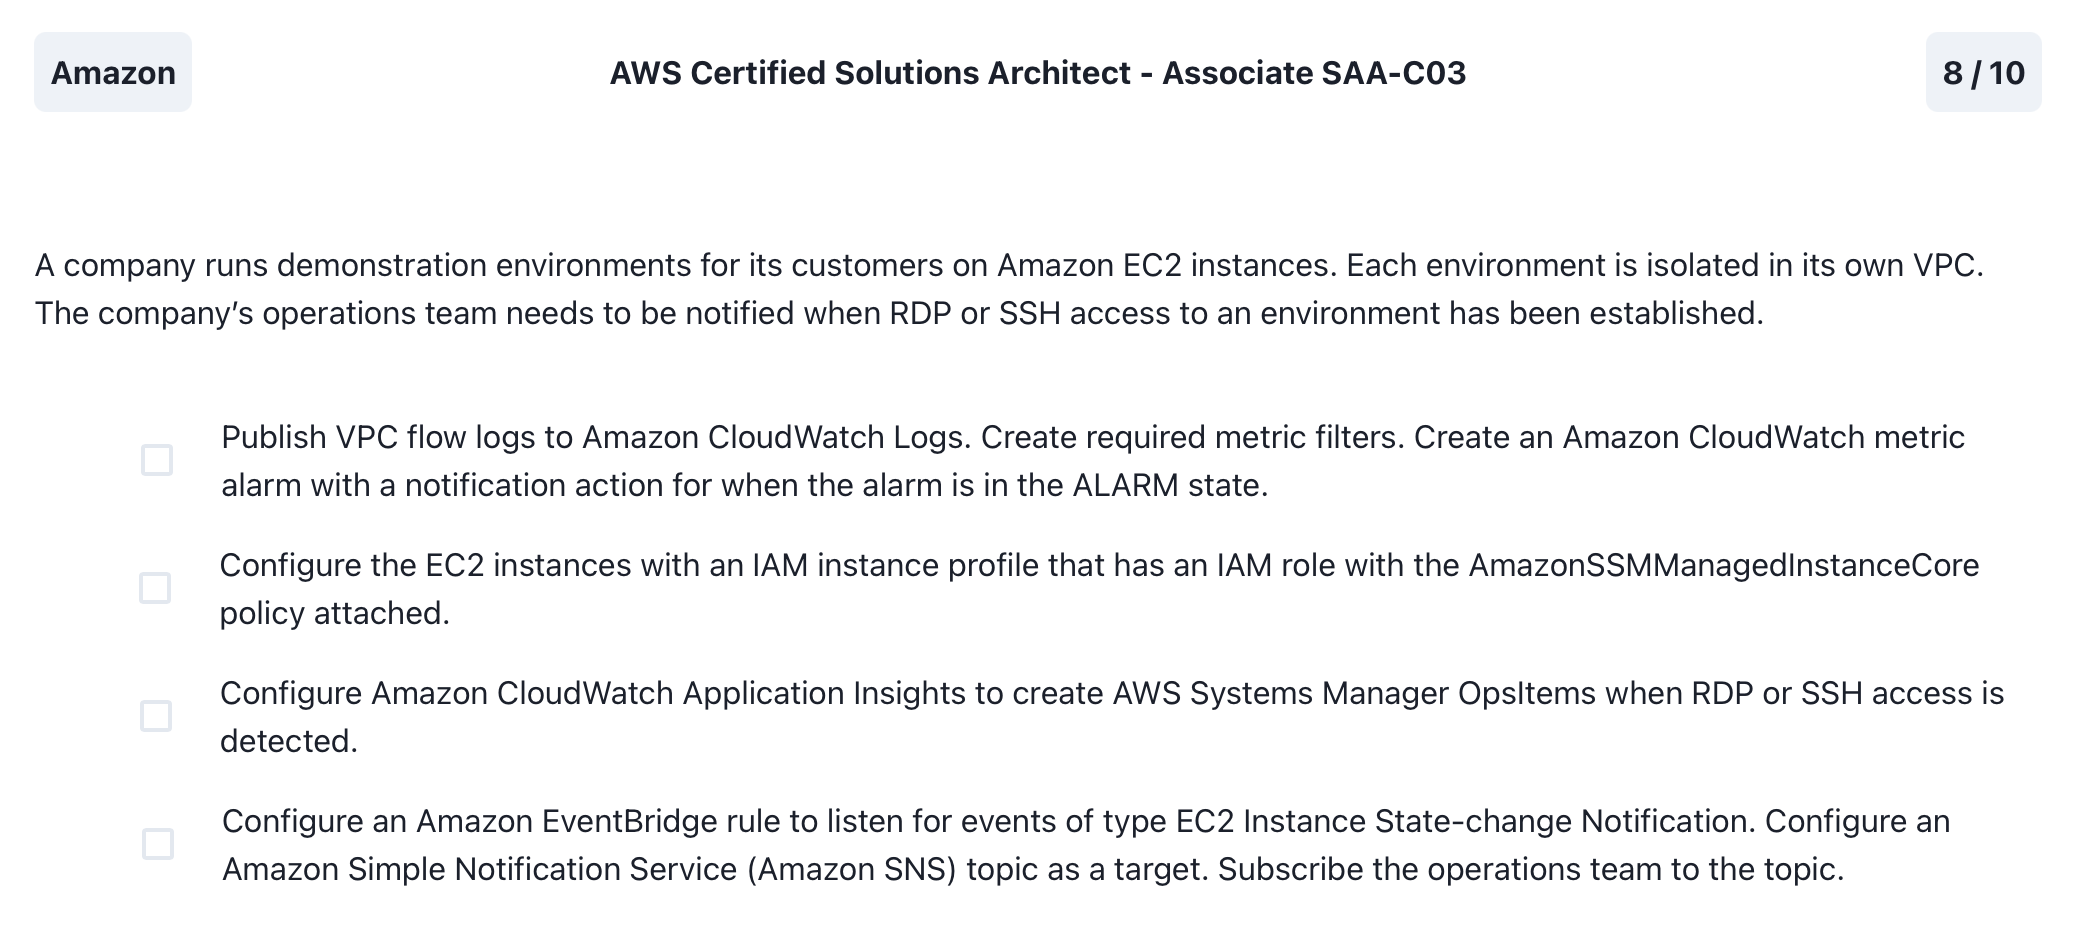 Amazon
AWS Certified Solutions Architect - Associate SAA-C03
8 / 10
A company runs demonstration environments for its customers on Amazon EC2 instances. Each environment is isolated in its own VPC.
The company’s operations team needs to be notified when RDP or SSH access to an environment has been established.
Publish VPC flow logs to Amazon CloudWatch Logs. Create required metric filters. Create an Amazon CloudWatch metric
alarm with a notification action for when the alarm is in the ALARM state.
Configure the EC2 instances with an IAM instance profile that has an IAM role with the AmazonSSMManagedInstanceCore
policy attached.
Configure Amazon CloudWatch Application Insights to create AWS Systems Manager OpsItems when RDP or SSH access is
detected.
Configure an Amazon EventBridge rule to listen for events of type EC2 Instance State-change Notification. Configure an
Amazon Simple Notification Service (Amazon SNS) topic as a target. Subscribe the operations team to the topic.